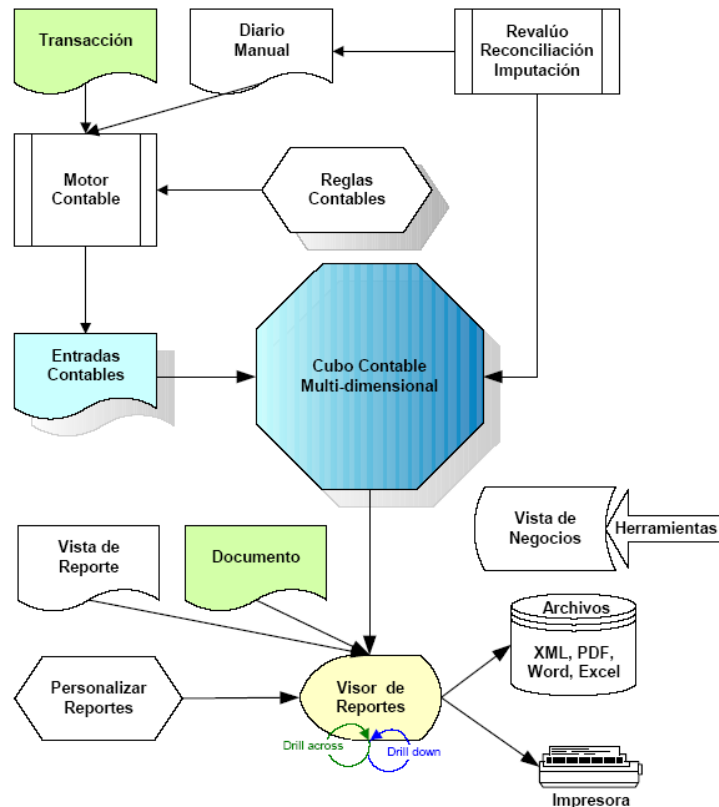 Transacción
Diario
Manual
Revalúo
Reconciliación
Imputación
Motor
Contable
Reglas
Contables
Entradas
Contables
Cubo Contable
Multi-dimensional
Vista de
Reporte
Documento
Vista de
Negocios
Herramientas
Archivos
XML, PDF,
Word, Excel
Personalizar
Reportes
Visor de
Reportes
Drill across
Drill down
Impresora